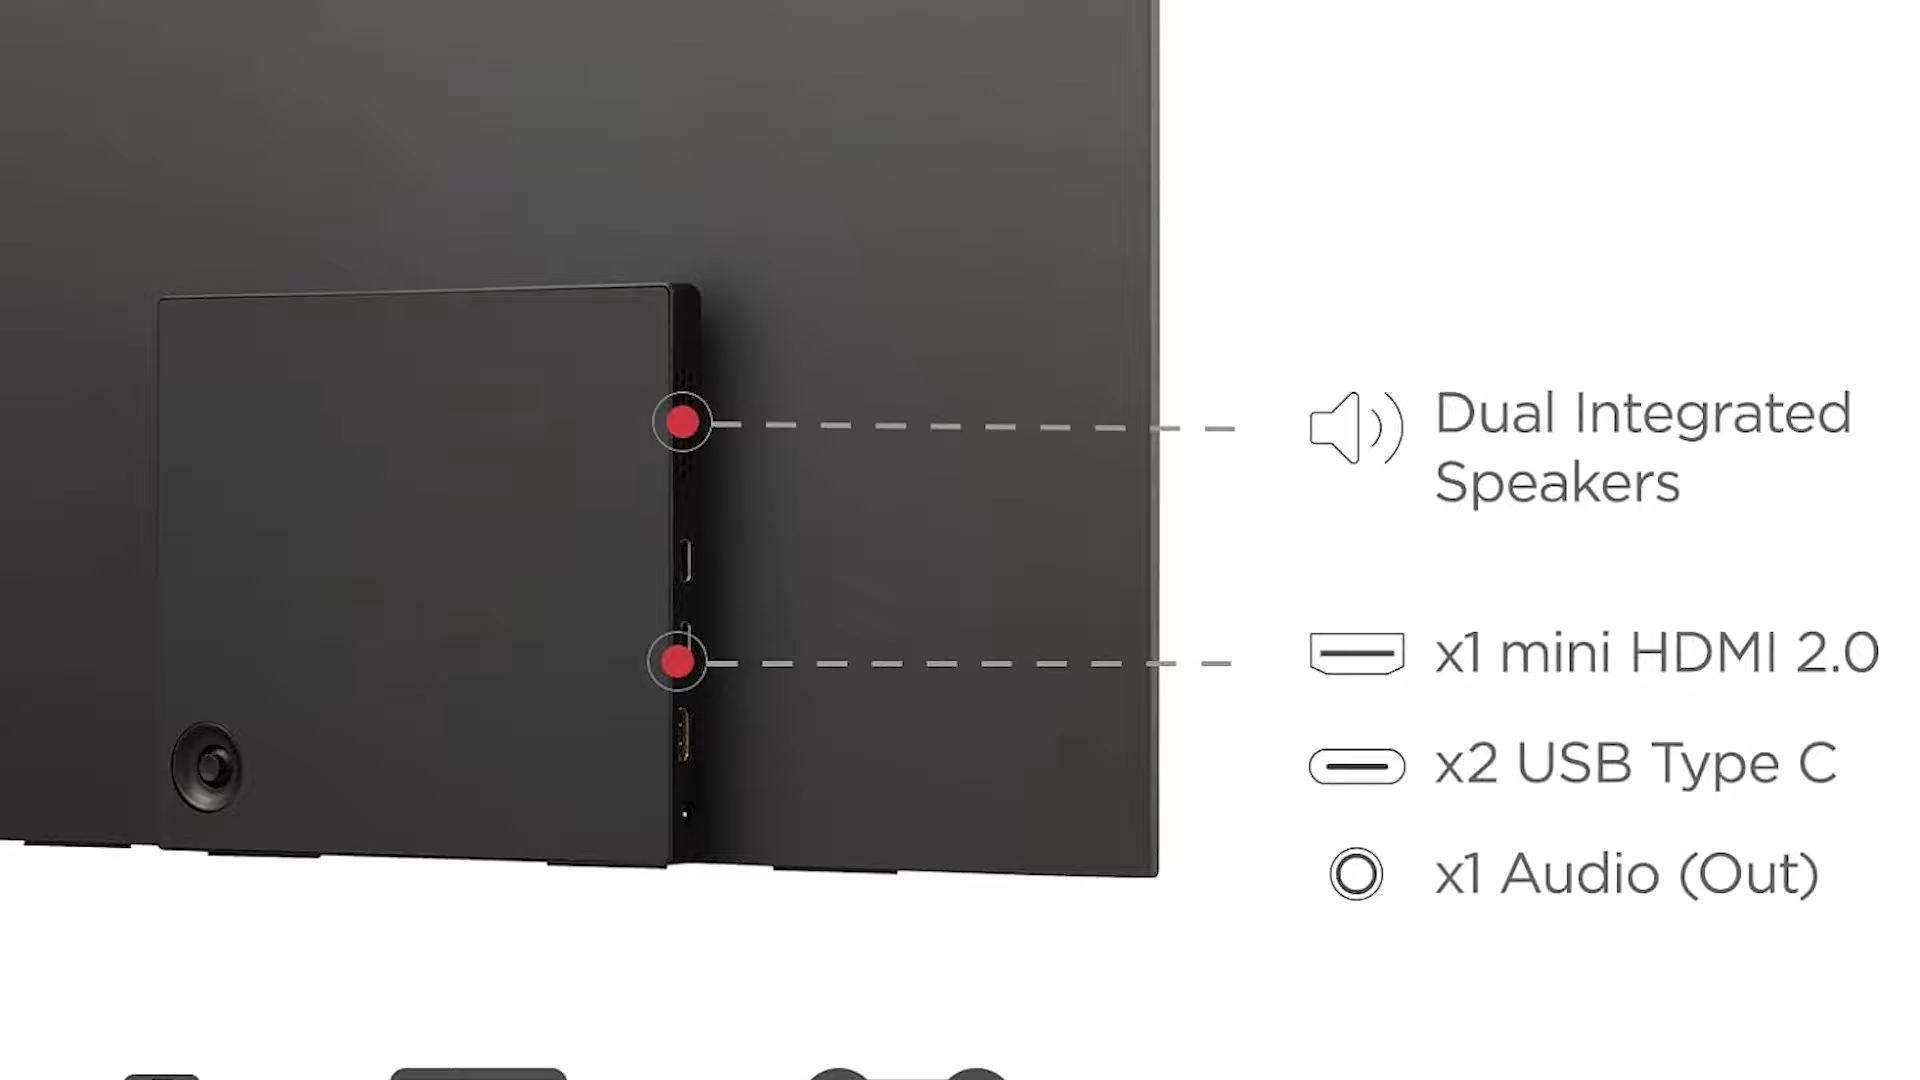 Dual Integrated
Speakers
x1 mini HDMI 2.0
x2 USB Type C
x1 Audio (Out)